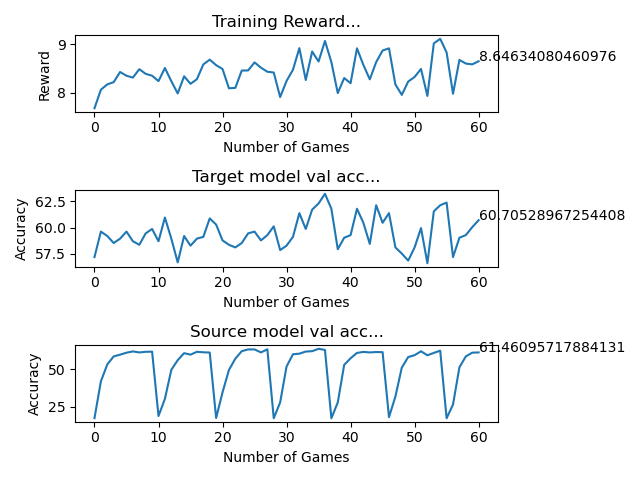 Training Reward...
9
8
Reward
8.64634080460976
0 10 20 30 40 50 60
Number of Games
Target model val acc...
62.5
60.0
57.5
Accuracy
60.70528967254408
0 10 20 30 40 50 60
Number of Games
Source model val acc...
50
25
Accuracy
61.46095717884131
0 10 20 30 40 50 60
Number of Games